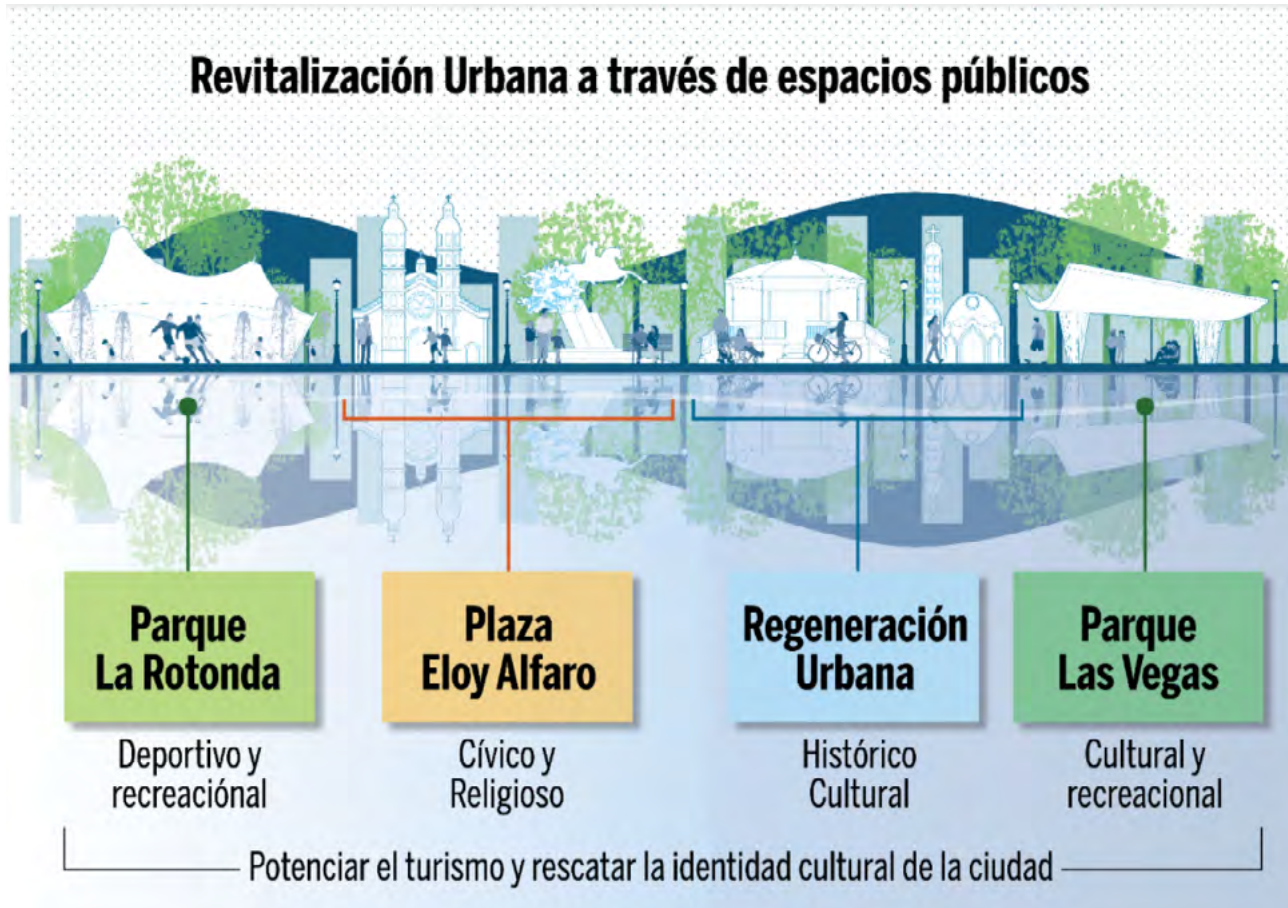 Revitalización Urbana a través de espacios públicos
Parque
La Rotonda
Deportivo y
recreaciónal
Plaza
Eloy Alfaro
Cívico y
Religioso
Regeneración
Urbana
Histórico
Cultural
Parque
Las Vegas
Cultural y
recreacional
Potenciar el turismo y rescatar la identidad cultural de la ciudad